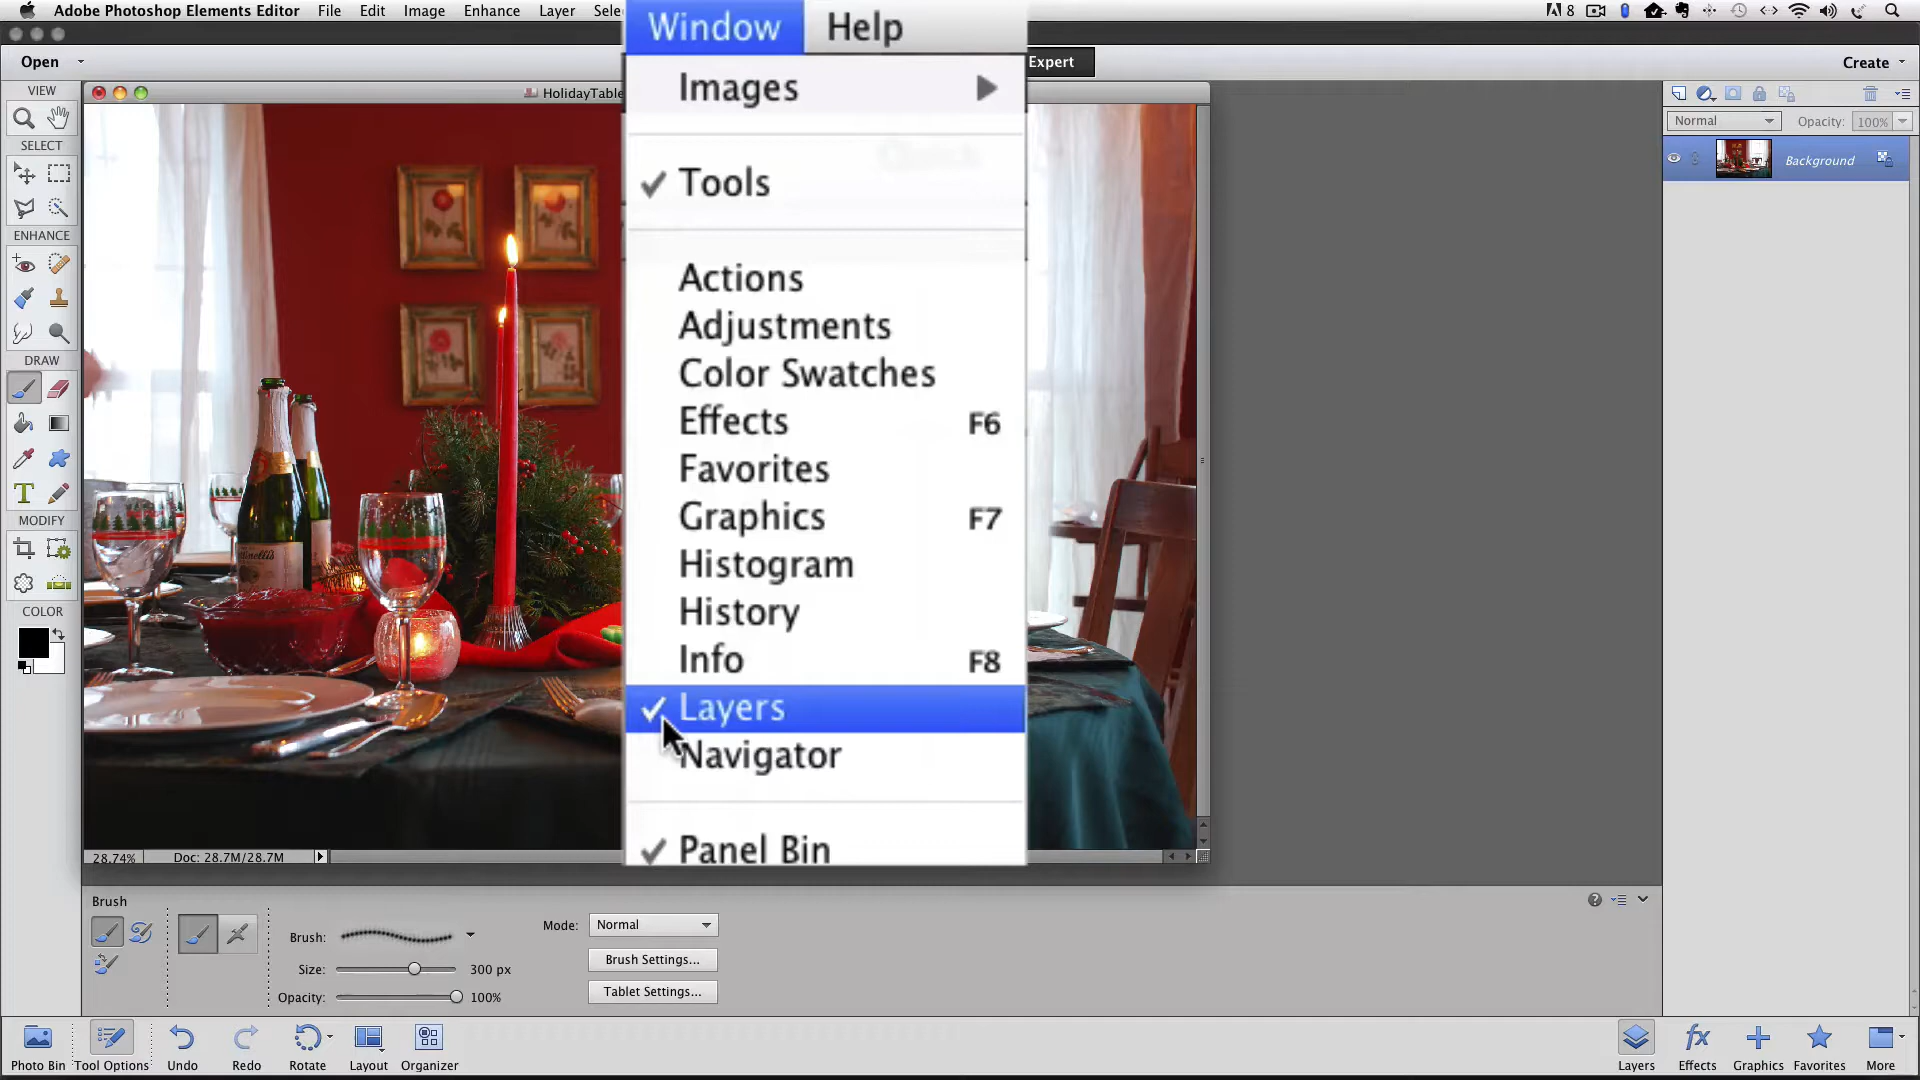 Adobe Photoshop Elements Editor File Edit Image Enhance Layer Sele
Window Help
8
Open
Expert
Create
VIEW
HolidayTable
SELECT
ENHANCE
DRAW
MODIFY
COLOR
Images
Tools
Actions
Adjustments
Color Swatches
Effects F6
Favorites
Graphics F7
Histogram
History
Info F8
Layers
Navigator
Panel Bin
Normal Opacity: 100%
Background
28.74% Doc: 28.7M/28.7M
Brush
Brush:
Size: 300 px
Opacity: 100%
Mode: Normal
Brush Settings...
Tablet Settings...
Photo Bin Tool Options Undo Redo Rotate Layout Organizer
Layers Effects Graphics Favorites More